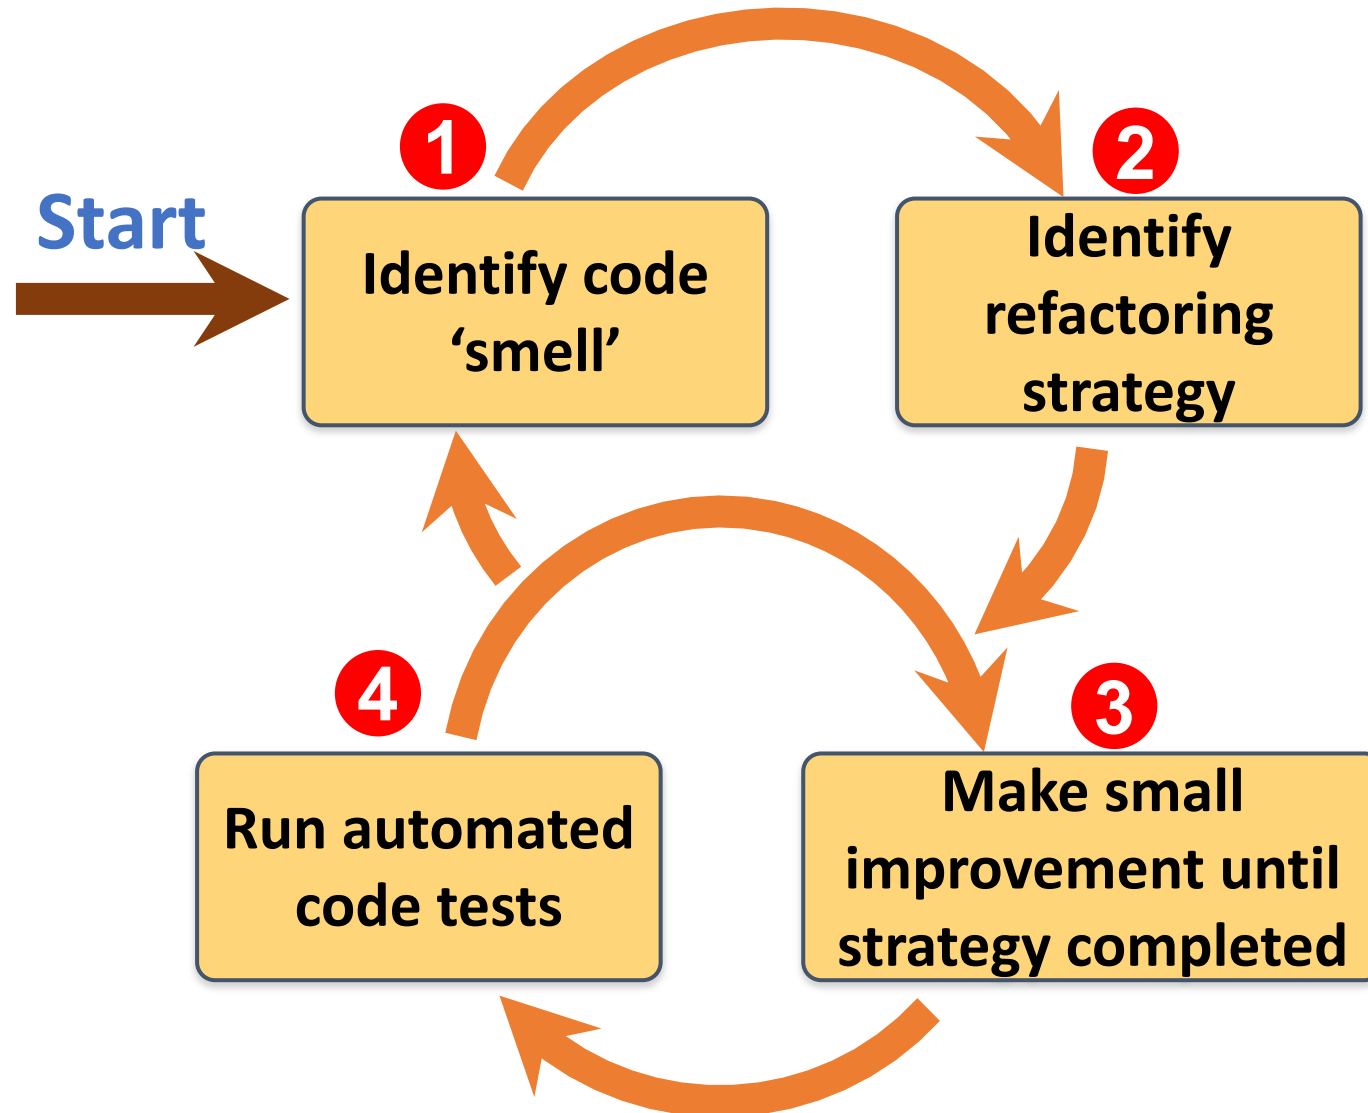 Start
1
Identify code
‘smell’
2
Identify
refactoring
strategy
3
Make small
improvement until
strategy completed
4
Run automated
code tests